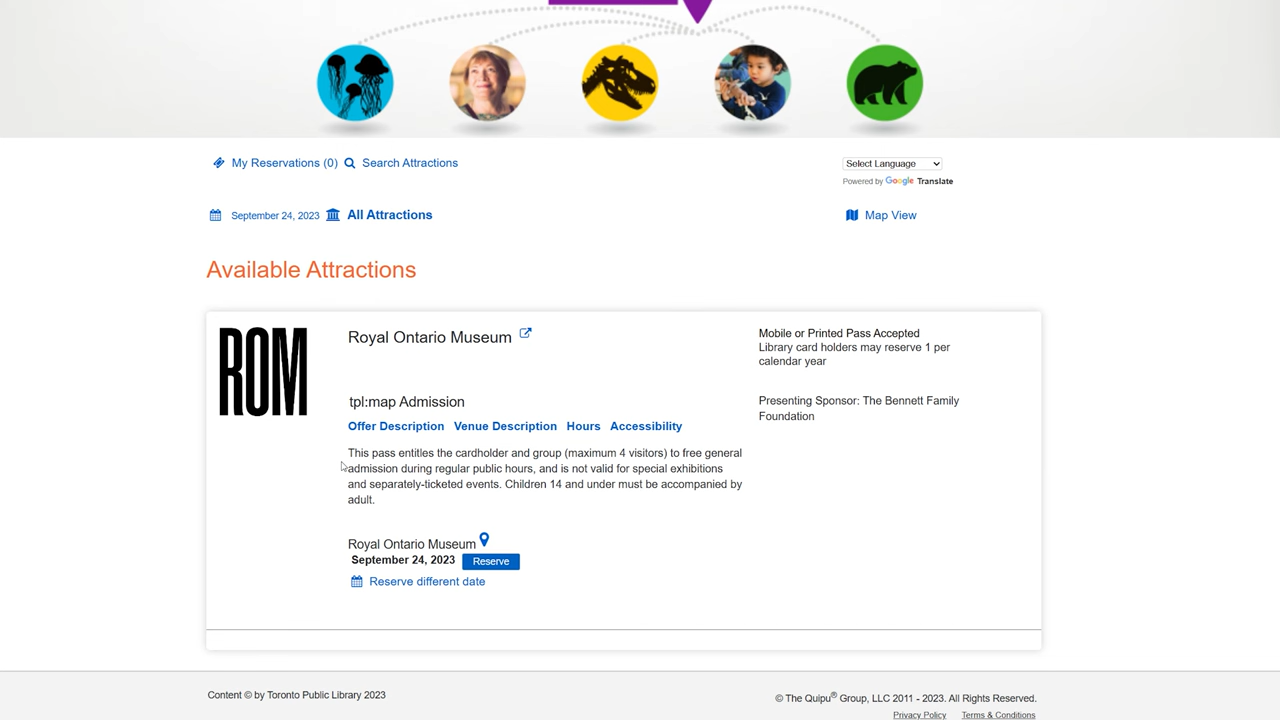 My Reservations (0) Search Attractions
Select Language
Powered by Google Translate
September 24, 2023 All Attractions
Map View
Available Attractions
ROM
Royal Ontario Museum
Mobile or Printed Pass Accepted
Library card holders may reserve 1 per
calendar year
tpl:map Admission
Presenting Sponsor: The Bennett Family
Foundation
Offer Description Venue Description Hours Accessibility
This pass entitles the cardholder and group (maximum 4 visitors) to free general
admission during regular public hours, and is not valid for special exhibitions
and separately-ticketed events. Children 14 and under must be accompanied by
adult.
Royal Ontario Museum
September 24, 2023 Reserve
Reserve different date
Content © by Toronto Public Library 2023
© The Quipu® Group, LLC 2011 - 2023. All Rights Reserved.
Privacy Policy Terms & Conditions